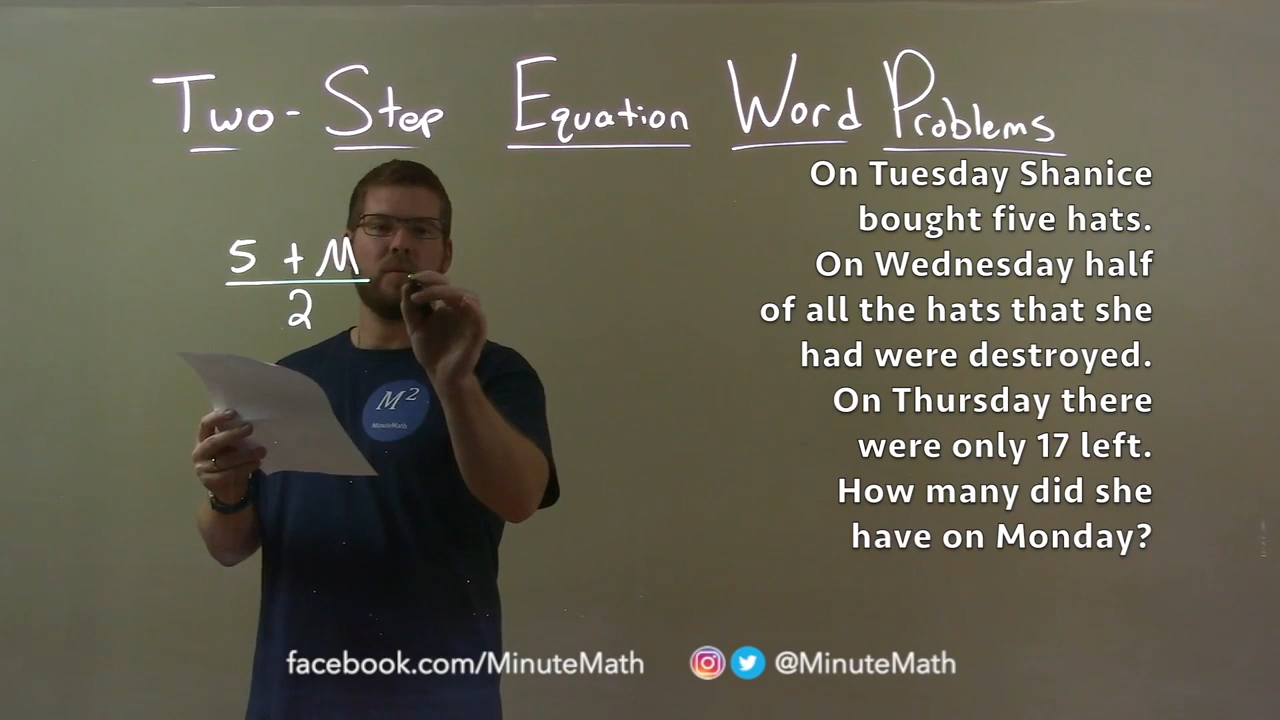 Two-Step Equation Word Problems
On Tuesday Shanice
bought five hats.
On Wednesday half
of all the hats that she
had were destroyed.
On Thursday there
were only 17 left.
How many did she
have on Monday?
5 + M
2
M²
MinuteMath
facebook.com/MinuteMath
@MinuteMath